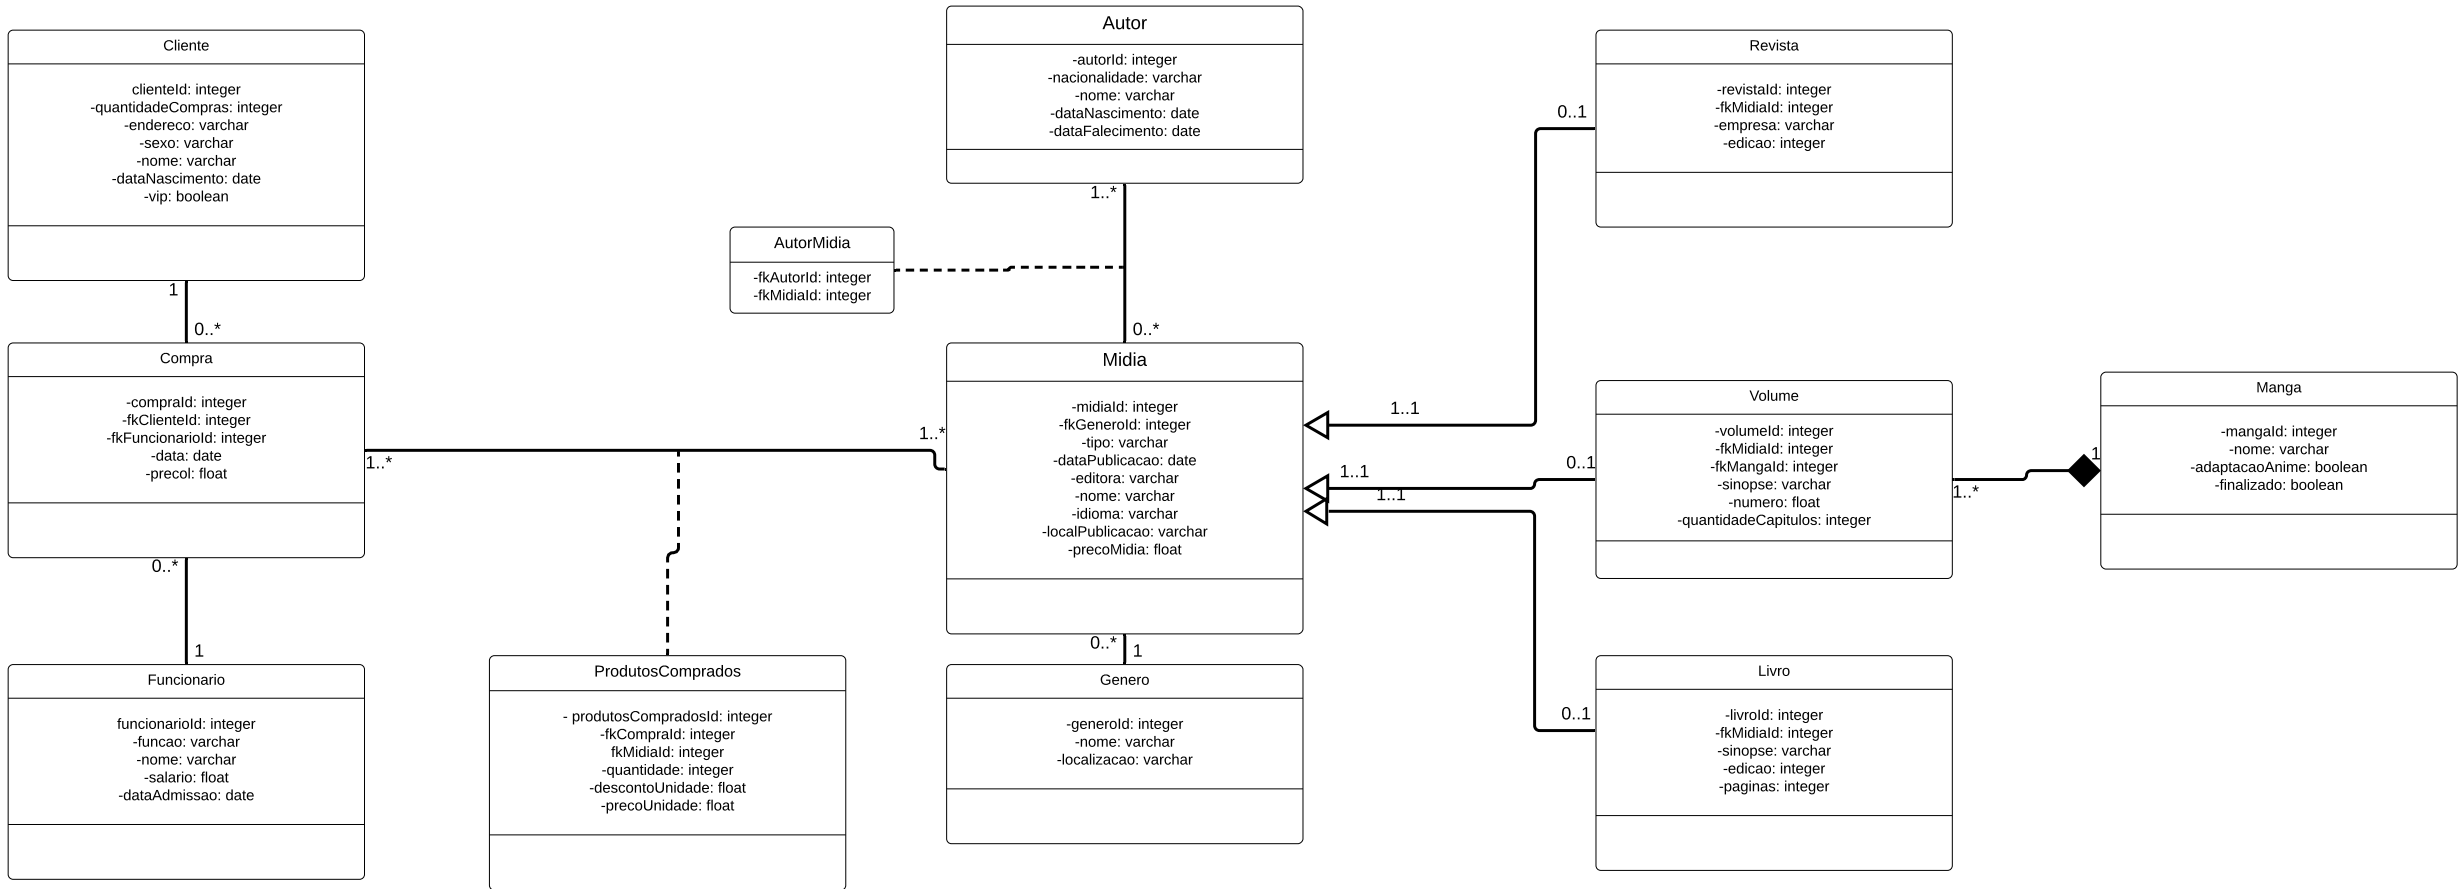 Cliente
clienteId: integer
-quantidadeCompras: integer
-endereco: varchar
-sexo: varchar
-nome: varchar
-dataNascimento: date
-vip: boolean
1
0..*
Compra
-compraId: integer
-fkClienteId: integer
-fkFuncionarioId: integer
-data: date
-precol: float
1..*
1..*
0..*
1
Funcionario
funcionarioId: integer
-funcao: varchar
-nome: varchar
-salario: float
-dataAdmissao: date
ProdutosComprados
- produtosCompradosId: integer
-fkCompraId: integer
fkMidiaId: integer
-quantidade: integer
-descontoUnidade: float
-precoUnidade: float
Autor
-autorId: integer
-nacionalidade: varchar
-nome: varchar
-dataNascimento: date
-dataFalecimento: date
1..*
AutorMidia
-fkAutorId: integer
-fkMidiaId: integer
0..*
Midia
-midiaId: integer
-fkGeneroId: integer
-tipo: varchar
-dataPublicacao: date
-editora: varchar
-nome: varchar
-idioma: varchar
-localPublicacao: varchar
-precoMidia: float
0..*
1
Genero
-generoId: integer
-nome: varchar
-localizacao: varchar
Revista
-revistaId: integer
-fkMidiaId: integer
-empresa: varchar
-edicao: integer
0..1
1..1
Volume
-volumeId: integer
-fkMidiaId: integer
-fkMangaId: integer
-sinopse: varchar
-numero: float
-quantidadeCapitulos: integer
0..1
1..1
1..1
1..*
1
Manga
-mangaId: integer
-nome: varchar
-adaptacaoAnime: boolean
-finalizado: boolean
0..1
Livro
-livroId: integer
-fkMidiaId: integer
-sinopse: varchar
-edicao: integer
-paginas: integer